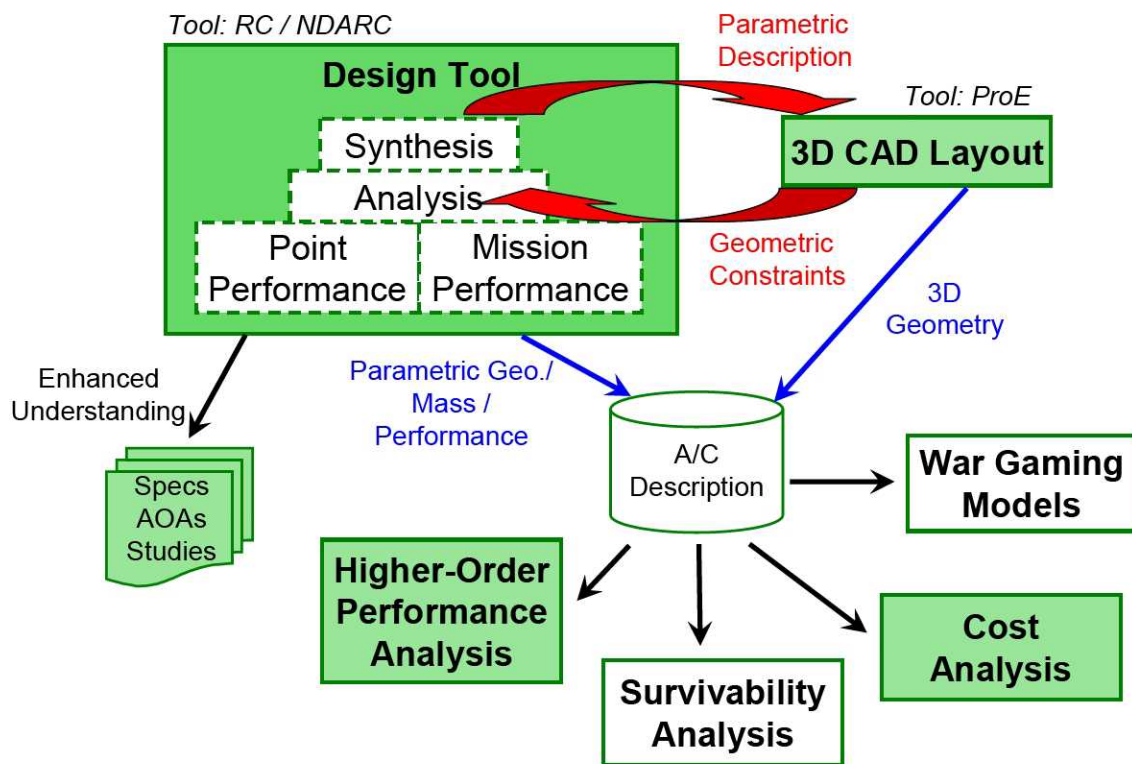 Tool: RC / NDARC
Design Tool
Synthesis
Analysis
Point
Performance
Mission
Performance
Parametric
Description
Tool: ProE
3D CAD Layout
Geometric
Constraints
3D
Geometry
Enhanced
Understanding
Parametric Geo./
Mass /
Performance
Specs
AOAs
Studies
A/C
Description
War Gaming
Models
Higher-Order
Performance
Analysis
Survivability
Analysis
Cost
Analysis